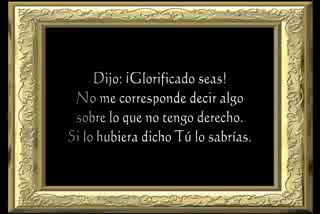 Dijo: ¡Glorificado seas!
No me corresponde decir algo
sobre lo que no tengo derecho.
Si lo hubiera dicho Tú lo sabrías.